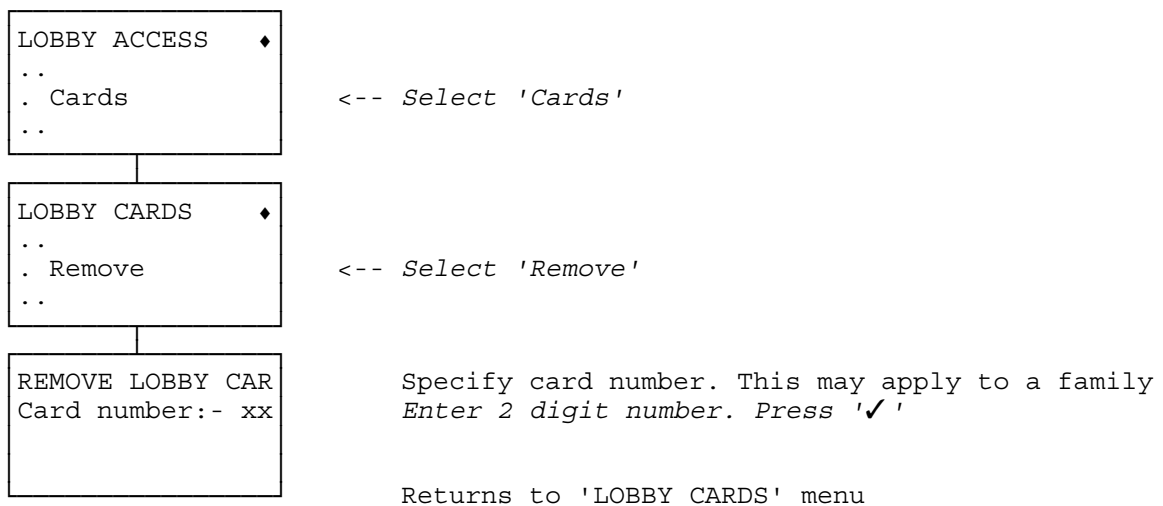 LOBBY ACCESS ♦
..
. Cards <-- Select 'Cards'
..
LOBBY CARDS ♦
..
. Remove <-- Select 'Remove'
..
REMOVE LOBBY CAR Specify card number. This may apply to a family
Card number:- xx Enter 2 digit number. Press '✓'
Returns to 'LOBBY CARDS' menu